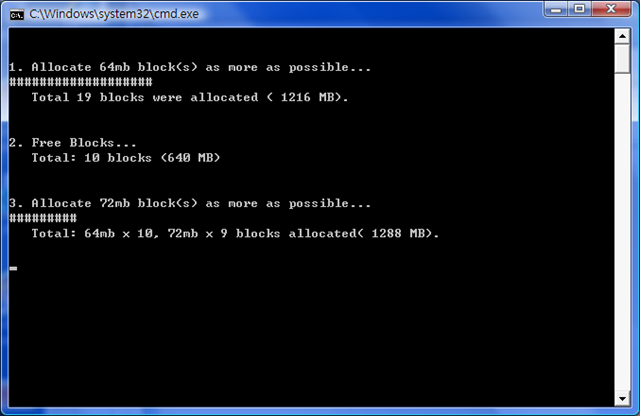 C:\Windows\system32\cmd.exe
1. Allocate 64mb block(s) as more as possible...
###################
Total 19 blocks were allocated ( 1216 MB).
2. Free Blocks...
Total: 10 blocks (640 MB)
3. Allocate 72mb block(s) as more as possible...
#########
Total: 64mb x 10, 72mb x 9 blocks allocated( 1288 MB).